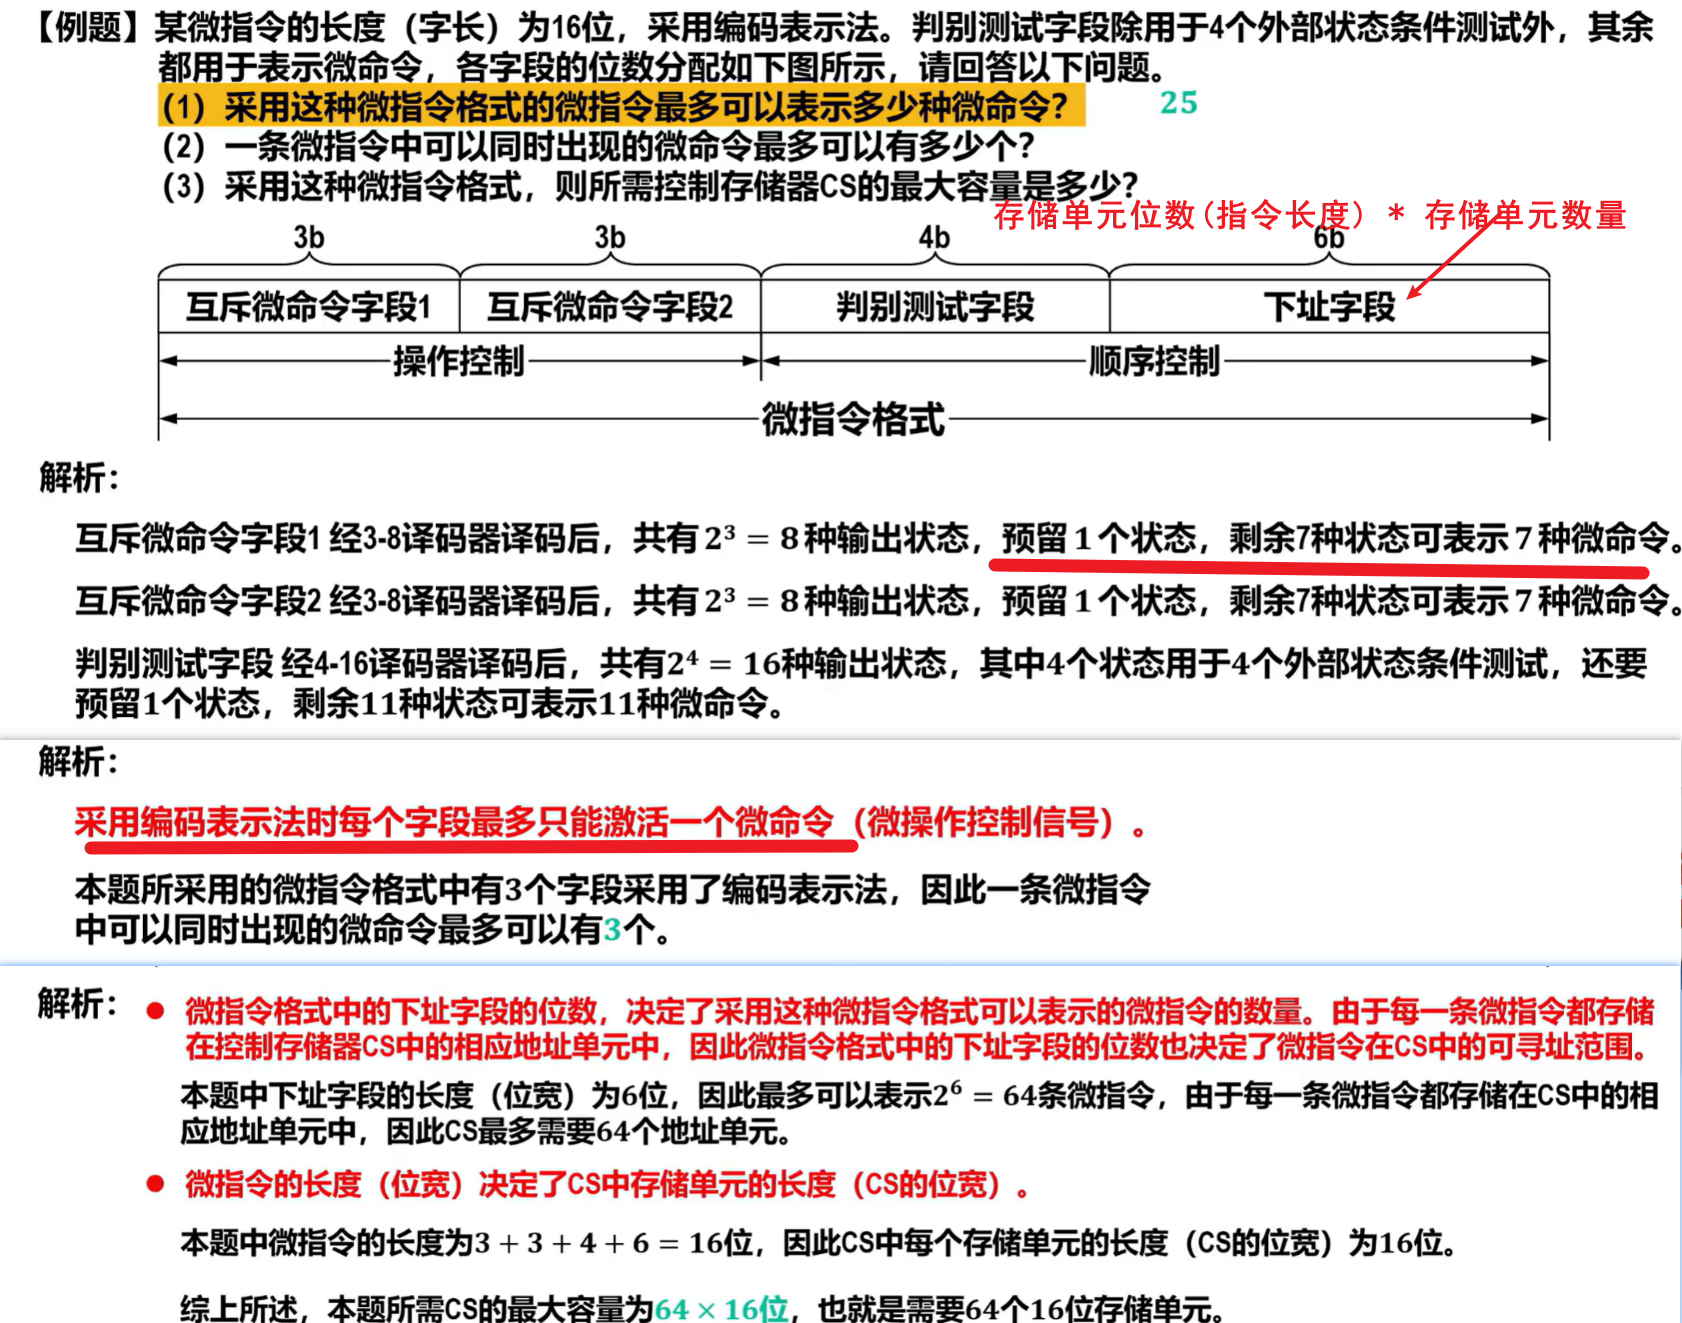 【例题】某微指令的长度（字长）为16位，采用编码表示法。判别测试字段除用于4个外部状态条件测试外，其余
都用于表示微命令，各字段的位数分配如下图所示，请回答以下问题。
（1）采用这种微指令格式的微指令最多可以表示多少种微命令？ 25
（2）一条微指令中可以同时出现的微命令最多可以有多少个？
（3）采用这种微指令格式，则所需控制存储器CS的最大容量是多少？
存储单元位数(指令长度) * 存储单元数量
3b 3b 4b 6b
互斥微命令字段1 互斥微命令字段2 判别测试字段 下址字段
操作控制 顺序控制
微指令格式
解析：
互斥微命令字段1 经3-8译码器译码后，共有2³ = 8种输出状态，预留1个状态，剩余7种状态可表示7种微命令。
互斥微命令字段2 经3-8译码器译码后，共有2³ = 8种输出状态，预留1个状态，剩余7种状态可表示7种微命令。
判别测试字段 经4-16译码器译码后，共有2⁴ = 16种输出状态，其中4个状态用于4个外部状态条件测试，还要
预留1个状态，剩余11种状态可表示11种微命令。
解析：
采用编码表示法时每个字段最多只能激活一个微命令（微操作控制信号）。
本题所采用的微指令格式中有3个字段采用了编码表示法，因此一条微指令
中可以同时出现的微命令最多可以有3个。
解析： ● 微指令格式中的下址字段的位数，决定了采用这种微指令格式可以表示的微指令的数量。由于每一条微指令都存储
在控制存储器CS中的相应地址单元中，因此微指令格式中的下址字段的位数也决定了微指令在CS中的可寻址范围。
本题中下址字段的长度（位宽）为6位，因此最多可以表示2⁶ = 64条微指令，由于每一条微指令都存储在CS中的相
应地址单元中，因此CS最多需要64个地址单元。
● 微指令的长度（位宽）决定了CS中存储单元的长度（CS的位宽）。
本题中微指令的长度为3 + 3 + 4 + 6 = 16位，因此CS中每个存储单元的长度（CS的位宽）为16位。
综上所述，本题所需CS的最大容量为64 × 16位，也就是需要64个16位存储单元。